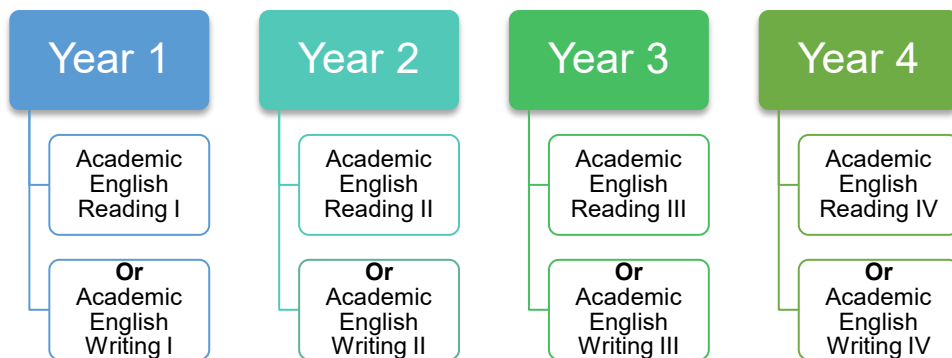 Year 1
Academic
English
Reading I
Or
Academic
English
Writing I
Year 2
Academic
English
Reading II
Or
Academic
English
Writing II
Year 3
Academic
English
Reading III
Or
Academic
English
Writing III
Year 4
Academic
English
Reading IV
Or
Academic
English
Writing IV